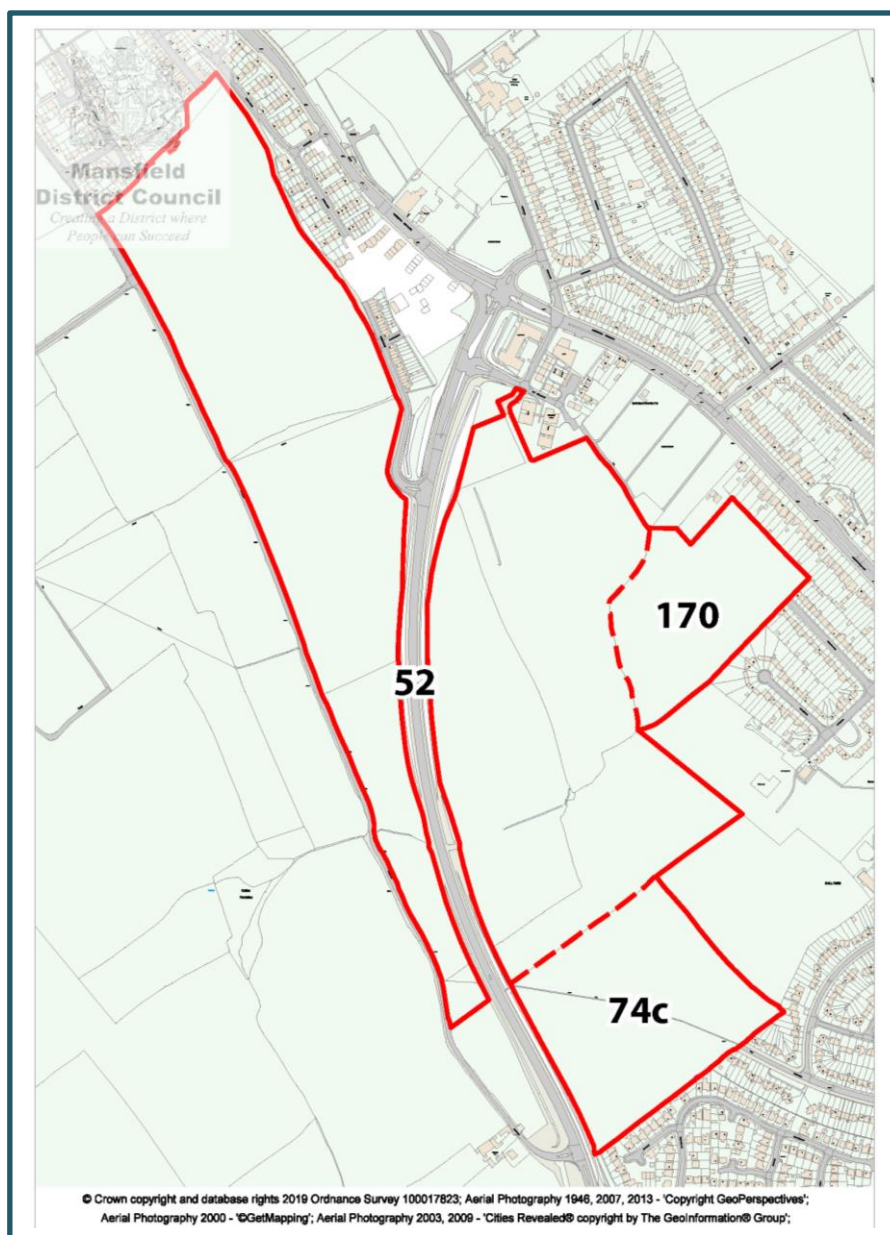 -Mansfield
District Council
Creating a District where
People can Succeed
170
52
74c
© Crown copyright and database rights 2019 Ordnance Survey 100017823; Aerial Photography 1946, 2007, 2013 - 'Copyright GeoPerspectives';
Aerial Photography 2000 - '©GetMapping'; Aerial Photography 2003, 2009 - 'Cities Revealed® copyright by The GeoInformation® Group';